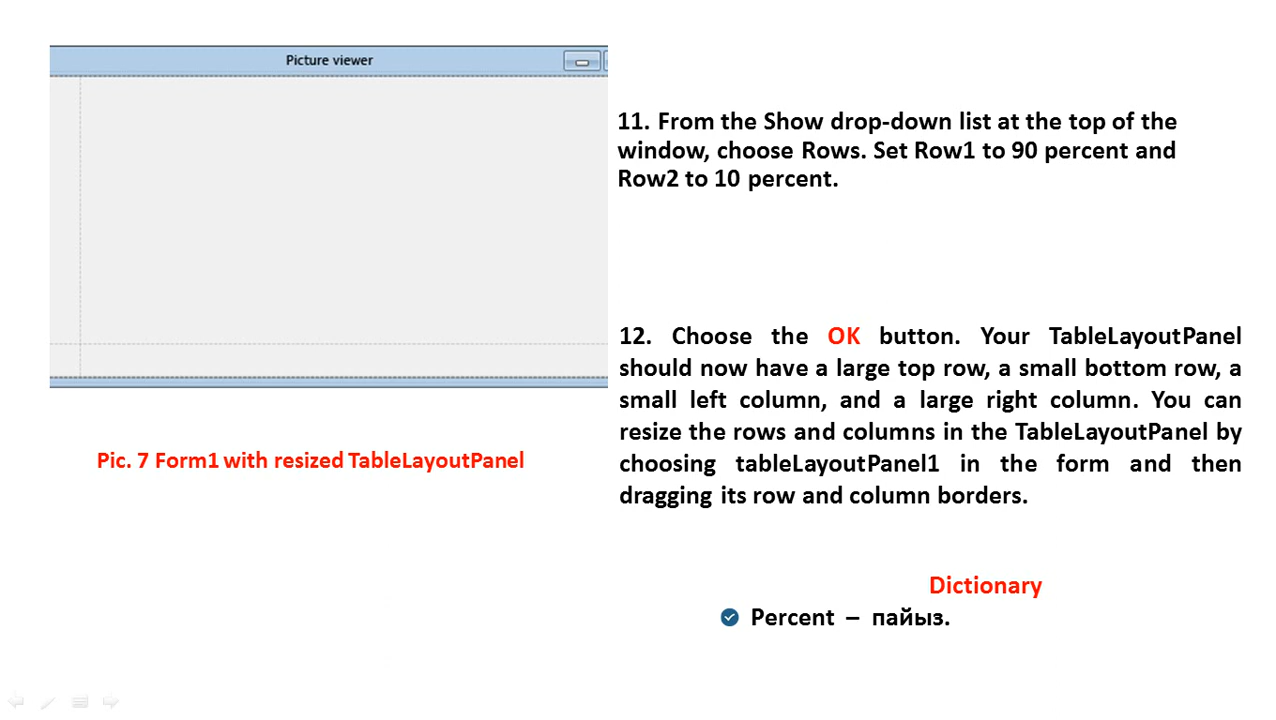 Picture viewer
11. From the Show drop-down list at the top of the
window, choose Rows. Set Row1 to 90 percent and
Row2 to 10 percent.
12. Choose the OK button. Your TableLayoutPanel
should now have a large top row, a small bottom row, a
small left column, and a large right column. You can
resize the rows and columns in the TableLayoutPanel by
choosing tableLayoutPanel1 in the form and then
dragging its row and column borders.
Pic. 7 Form1 with resized TableLayoutPanel
Dictionary
Percent – пайыз.